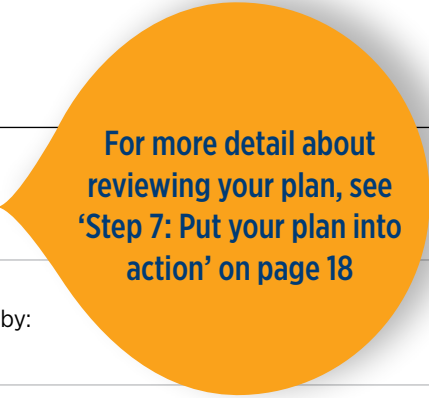 For more detail about
reviewing your plan, see
‘Step 7: Put your plan into
action’ on page 18
by: